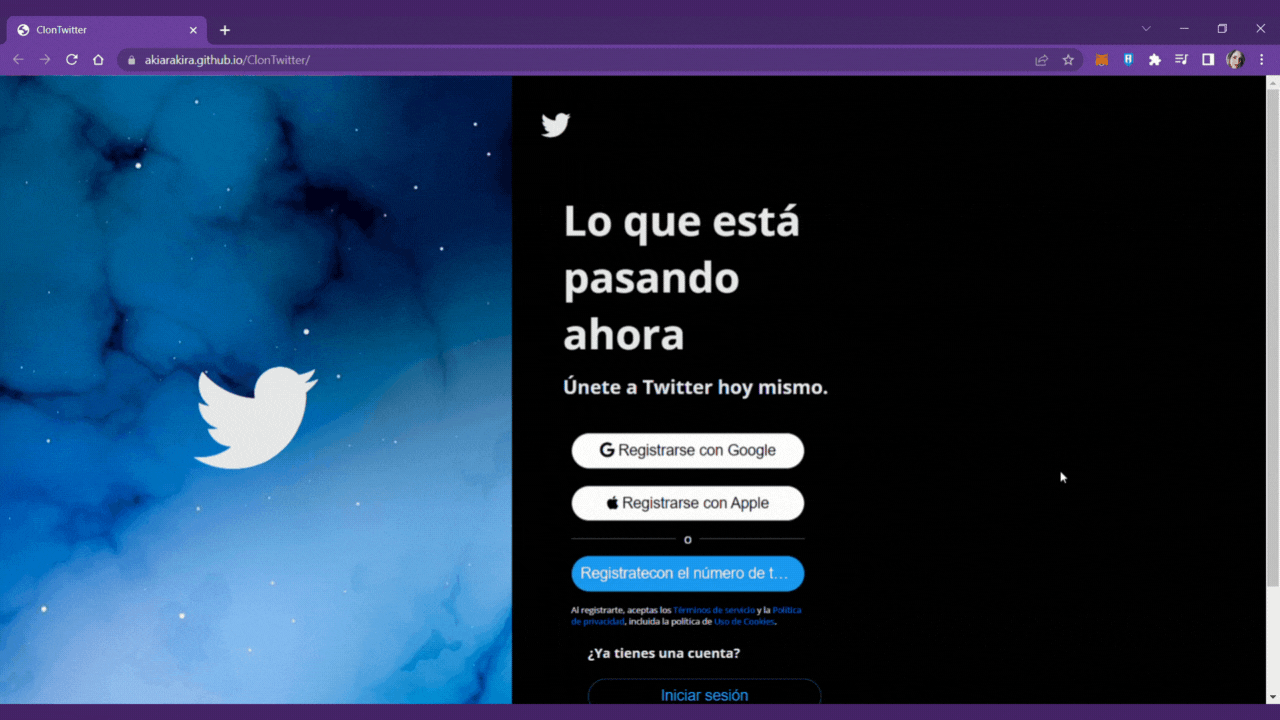 ClonTwitter
akiarakira.github.io/ClonTwitter/
Lo que está
pasando
ahora
Únete a Twitter hoy mismo.
G Registrarse con Google
Registrarse con Apple
o
Registratecon el número de t...
Al registrarte, aceptas los Términos de servicio y la Política
de privacidad, incluida la política de Uso de Cookies.
¿Ya tienes una cuenta?
Iniciar sesión